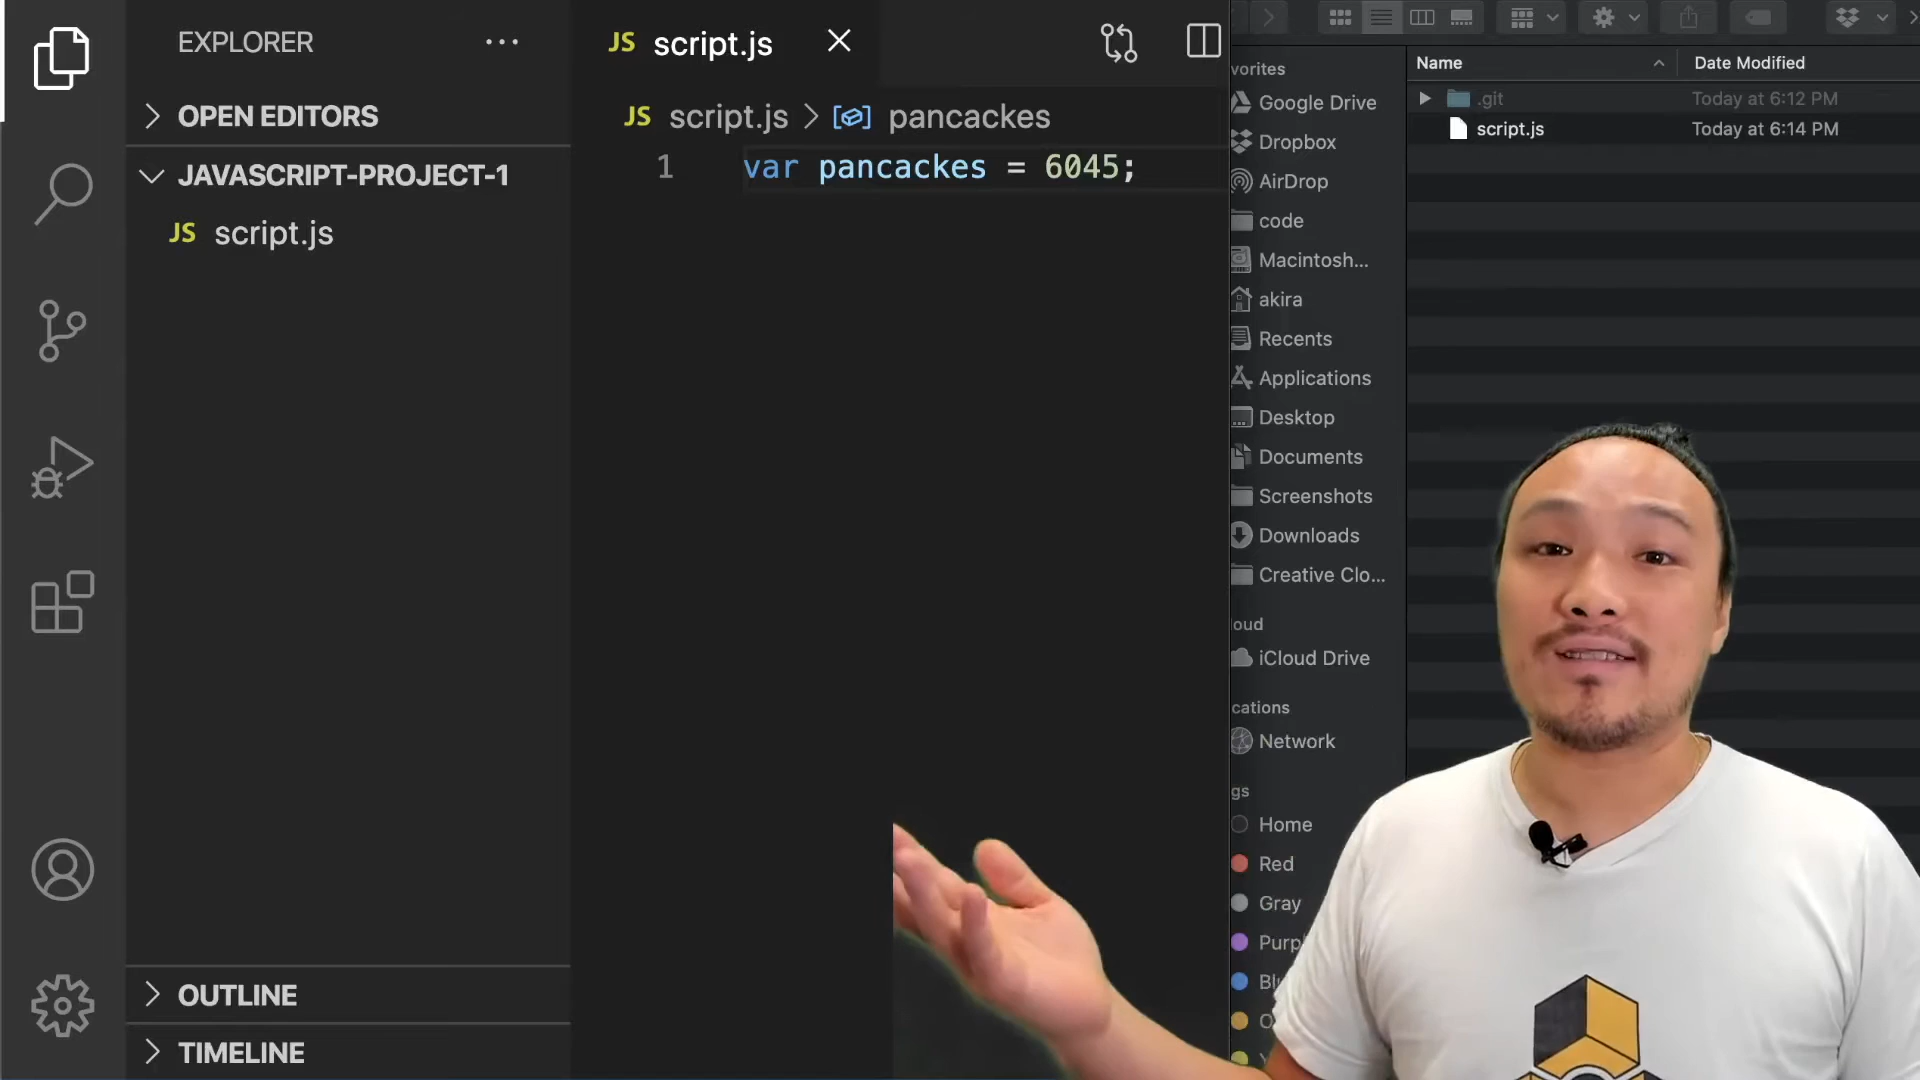 EXPLORER
OPEN EDITORS
JAVASCRIPT-PROJECT-1
JS script.js
OUTLINE
TIMELINE
JS script.js
JS script.js > pancackes
1 var pancackes = 6045;
vorites
Google Drive
Dropbox
AirDrop
code
Macintosh...
akira
Recents
Applications
Desktop
Documents
Screenshots
Downloads
Creative Clo...
loud
iCloud Drive
cations
Network
gs
Home
Red
Gray
Purp
Bl
O
Name Date Modified
.git Today at 6:12 PM
script.js Today at 6:14 PM